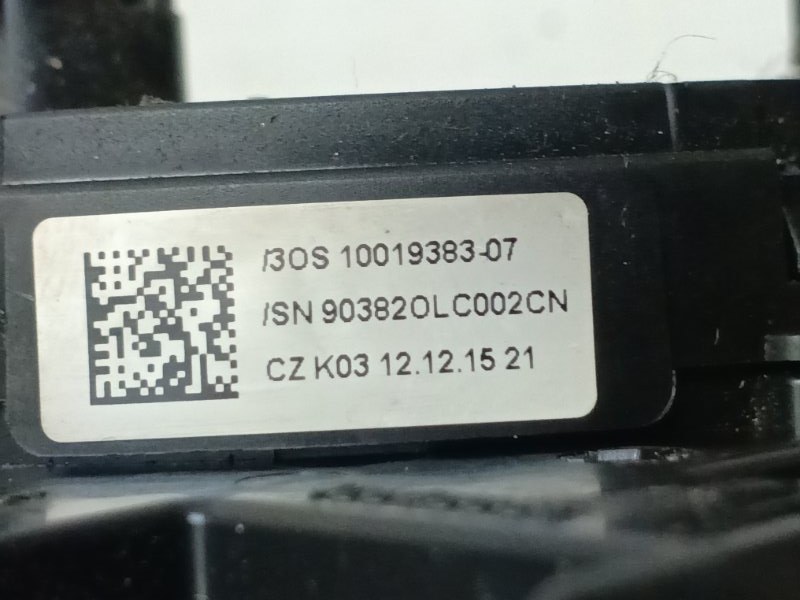 /3OS 10019383-07
/SN 90382OLC002CN
CZ K03 12.12.15 21